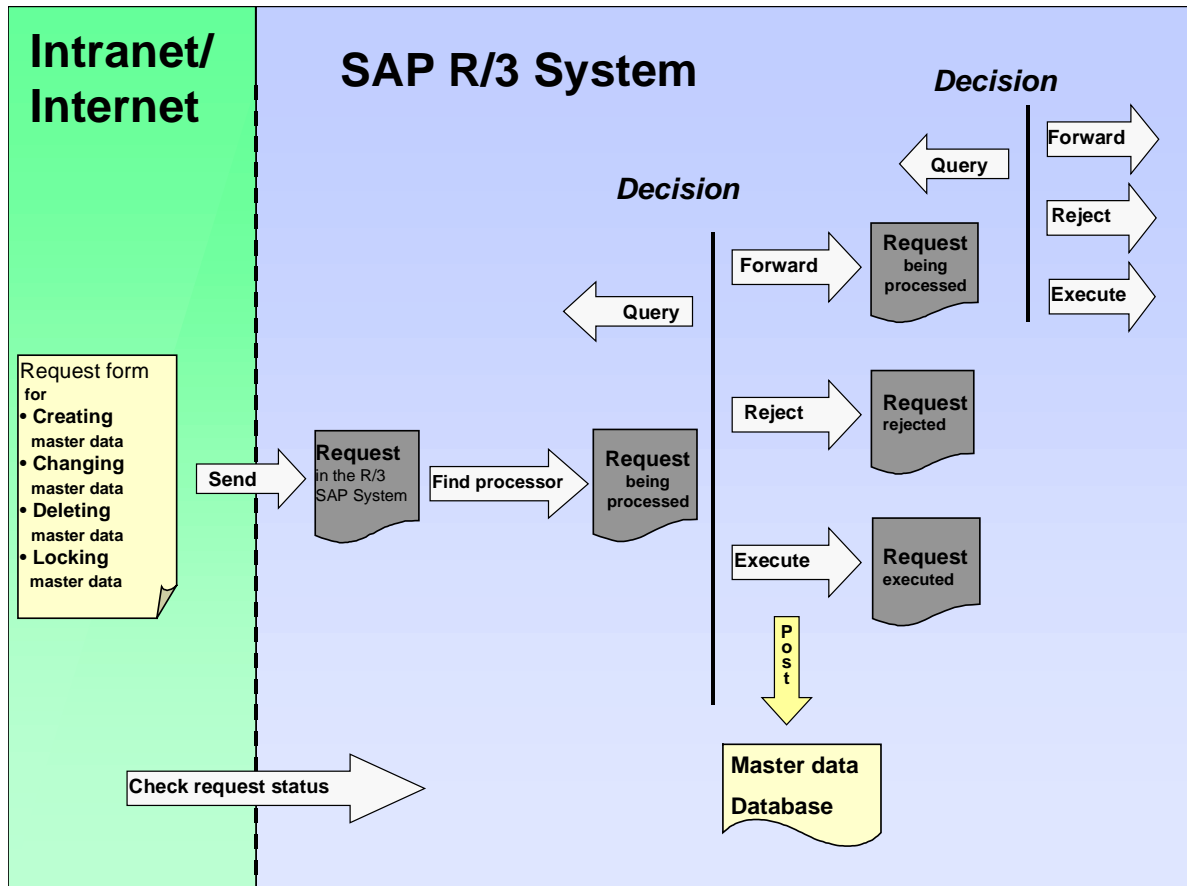 Intranet/
Internet
SAP R/3 System
Decision
Forward
Query
Reject
Execute
Decision
Forward
Request
being
processed
Query
Request form
for
• Creating
master data
• Changing
master data
• Deleting
master data
• Locking
master data
Send
Request
in the R/3
SAP System
Find processor
Request
being
processed
Reject
Request
rejected
Execute
Request
executed
P
o
s
t
Master data
Database
Check request status